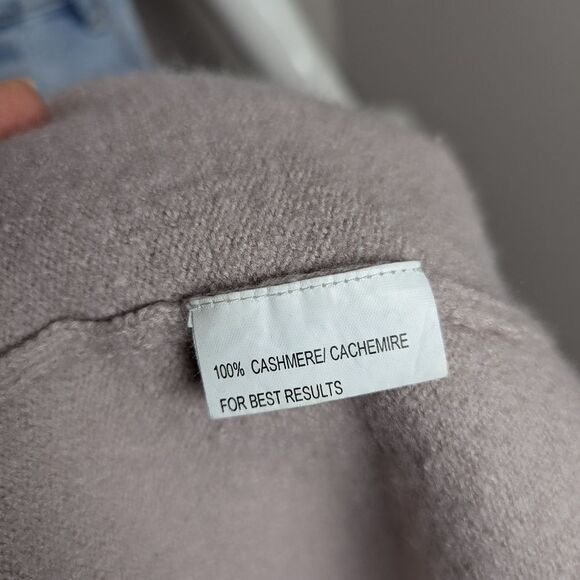 100% CASHMERE/ CACHEMIRE
FOR BEST RESULTS